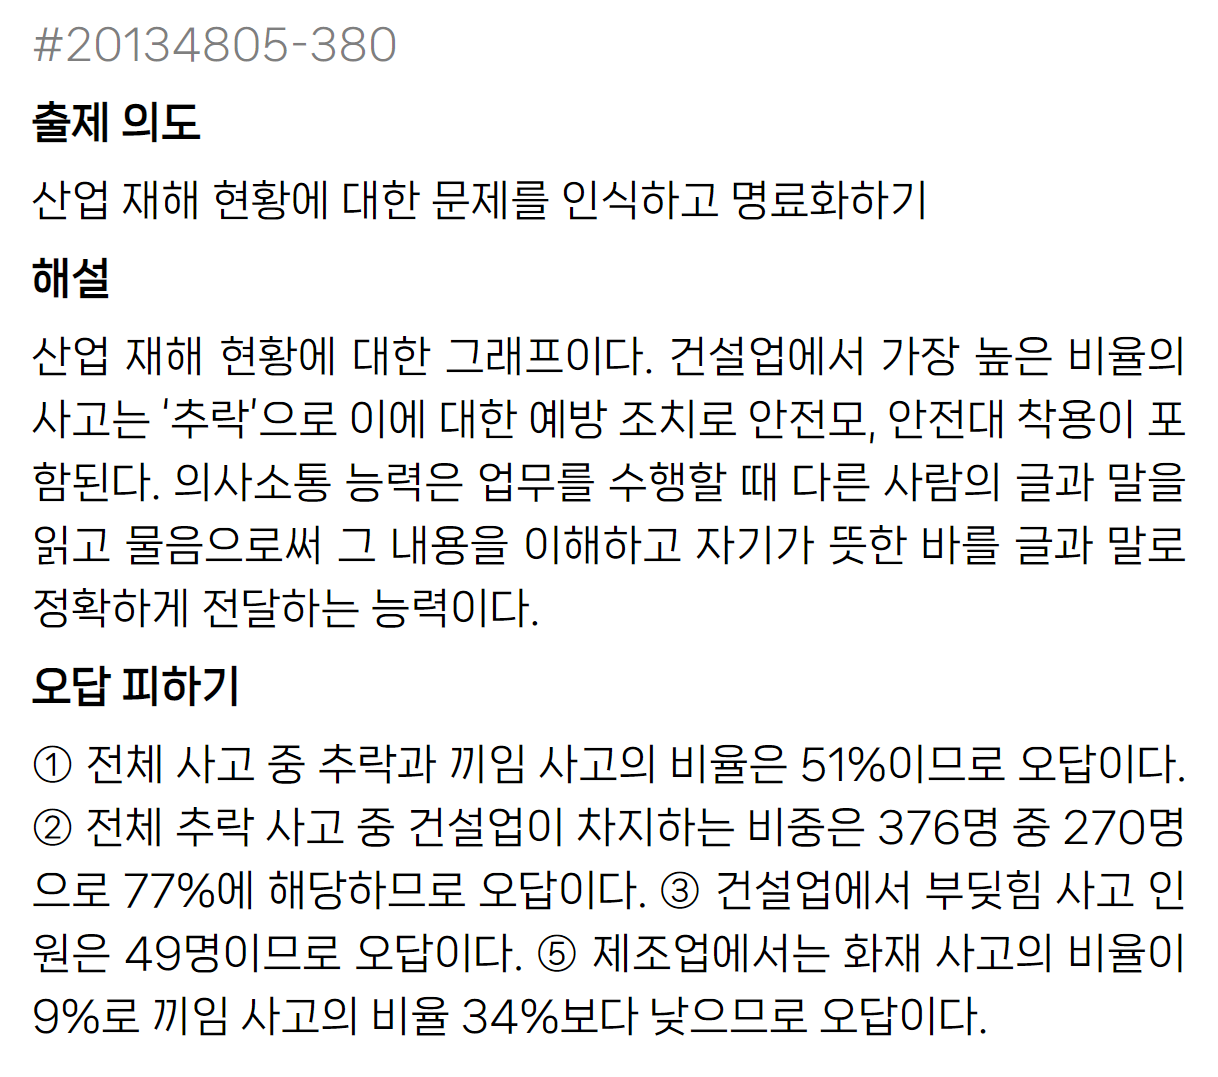 #20134805-380
출제 의도
산업 재해 현황에 대한 문제를 인식하고 명료화하기
해설
산업 재해 현황에 대한 그래프이다. 건설업에서 가장 높은 비율의
사고는 ‘추락’으로 이에 대한 예방 조치로 안전모, 안전대 착용이 포
함된다. 의사소통 능력은 업무를 수행할 때 다른 사람의 글과 말을
읽고 물음으로써 그 내용을 이해하고 자기가 뜻한 바를 글과 말로
정확하게 전달하는 능력이다.
오답 피하기
① 전체 사고 중 추락과 끼임 사고의 비율은 51%이므로 오답이다.
② 전체 추락 사고 중 건설업이 차지하는 비중은 376명 중 270명
으로 77%에 해당하므로 오답이다. ③ 건설업에서 부딪힘 사고 인
원은 49명이므로 오답이다. ⑤ 제조업에서는 화재 사고의 비율이
9%로 끼임 사고의 비율 34%보다 낮으므로 오답이다.